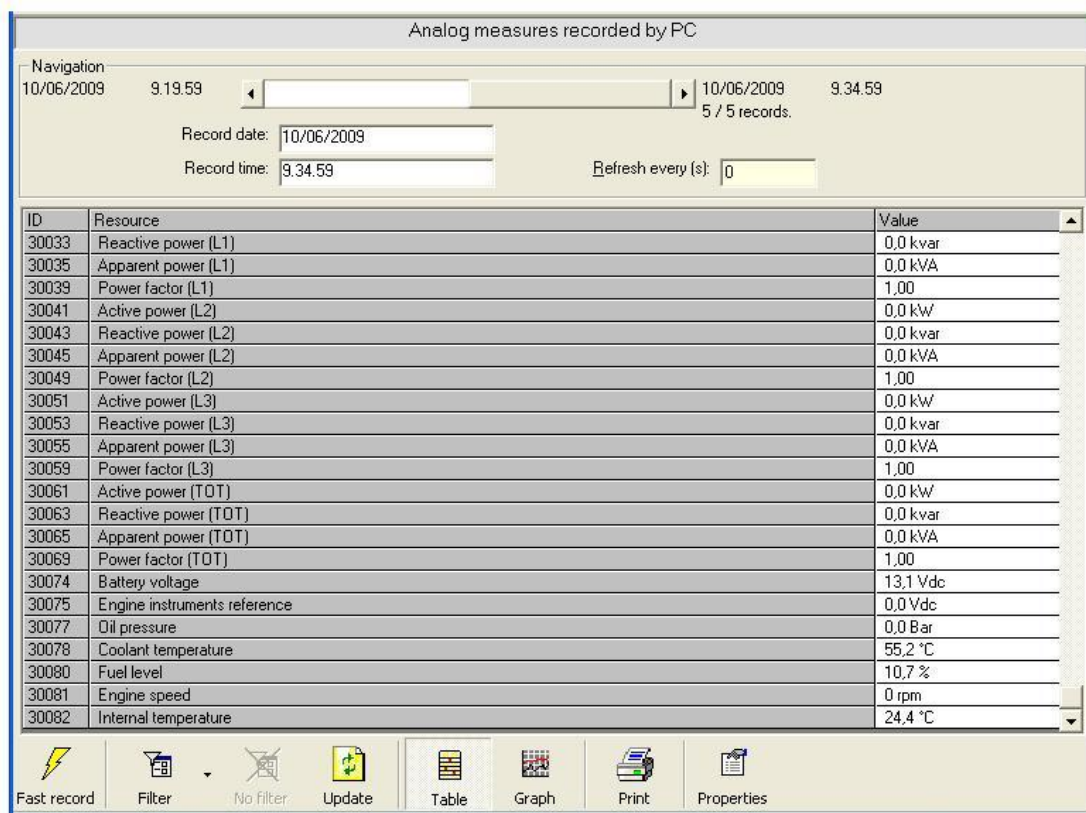 Analog measures recorded by PC
Navigation
10/06/2009 9.19.59 10/06/2009 9.34.59
5 / 5 records.
Record date: 10/06/2009
Record time: 9.34.59 Refresh every (s): 0
ID Resource Value
30033 Reactive power (L1) 0,0 kvar
30035 Apparent power (L1) 0,0 kVA
30039 Power factor (L1) 1,00
30041 Active power (L2) 0,0 kW
30043 Reactive power (L2) 0,0 kvar
30045 Apparent power (L2) 0,0 kVA
30049 Power factor (L2) 1,00
30051 Active power (L3) 0,0 kW
30053 Reactive power (L3) 0,0 kvar
30055 Apparent power (L3) 0,0 kVA
30059 Power factor (L3) 1,00
30061 Active power (TOT) 0,0 kW
30063 Reactive power (TOT) 0,0 kvar
30065 Apparent power (TOT) 0,0 kVA
30069 Power factor (TOT) 1,00
30074 Battery voltage 13,1 Vdc
30075 Engine instruments reference 0,0 Vdc
30077 Oil pressure 0,0 Bar
30078 Coolant temperature 55,2 °C
30080 Fuel level 10,7 %
30081 Engine speed 0 rpm
30082 Internal temperature 24,4 °C
Fast record Filter No filter Update Table Graph Print Properties